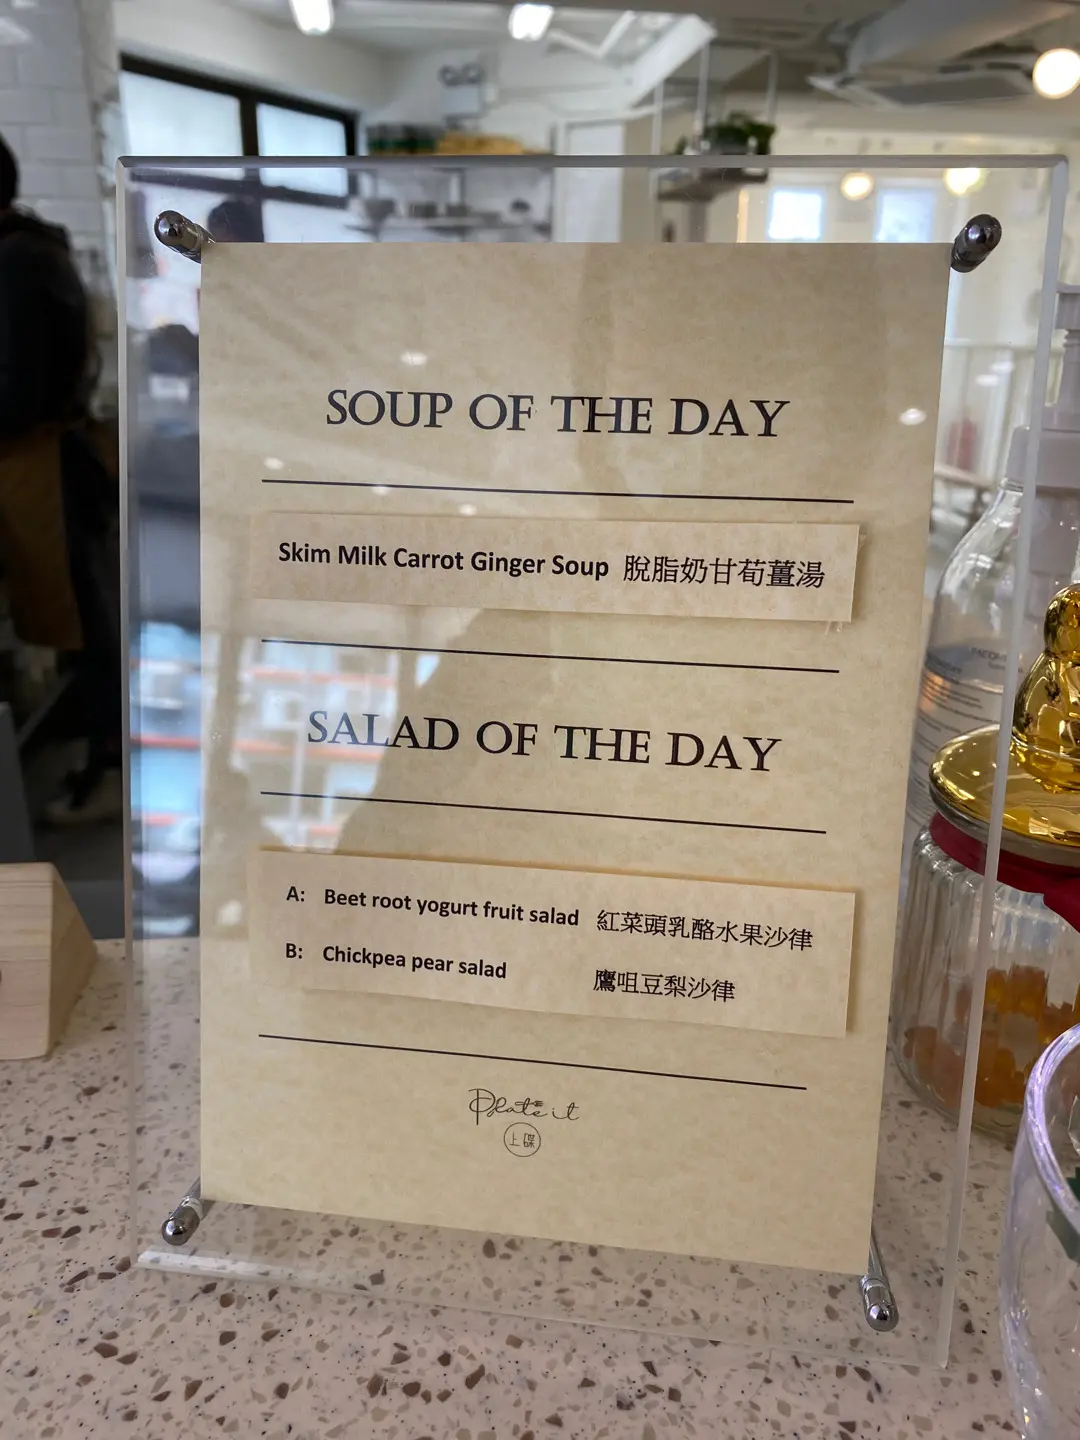 SOUP OF THE DAY
Skim Milk Carrot Ginger Soup 脫脂奶甘荀薑湯
SALAD OF THE DAY
A: Beet root yogurt fruit salad 紅菜頭乳酪水果沙律
B: Chickpea pear salad 鷹咀豆梨沙律
Plate it
上碟